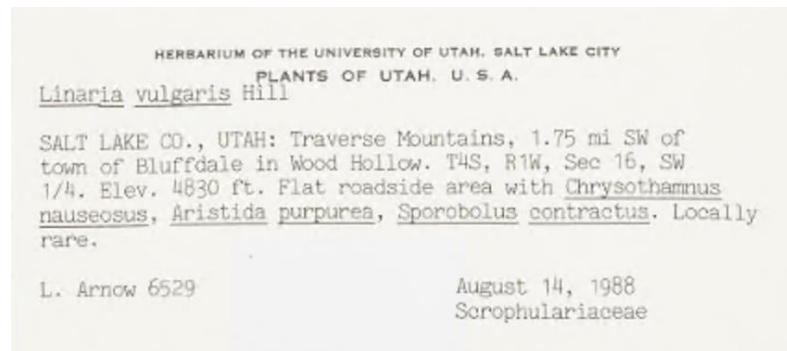 HERBARIUM OF THE UNIVERSITY OF UTAH, SALT LAKE CITY
PLANTS OF UTAH, U. S. A.
Linaria vulgaris Hill
SALT LAKE CO., UTAH: Traverse Mountains, 1.75 mi SW of
town of Bluffdale in Wood Hollow. T4S, R1W, Sec 16, SW
1/4. Elev. 4830 ft. Flat roadside area with Chrysothamnus
nauseosus, Aristida purpurea, Sporobolus contractus. Locally
rare.
L. Arnow 6529
August 14, 1988
Scrophulariaceae